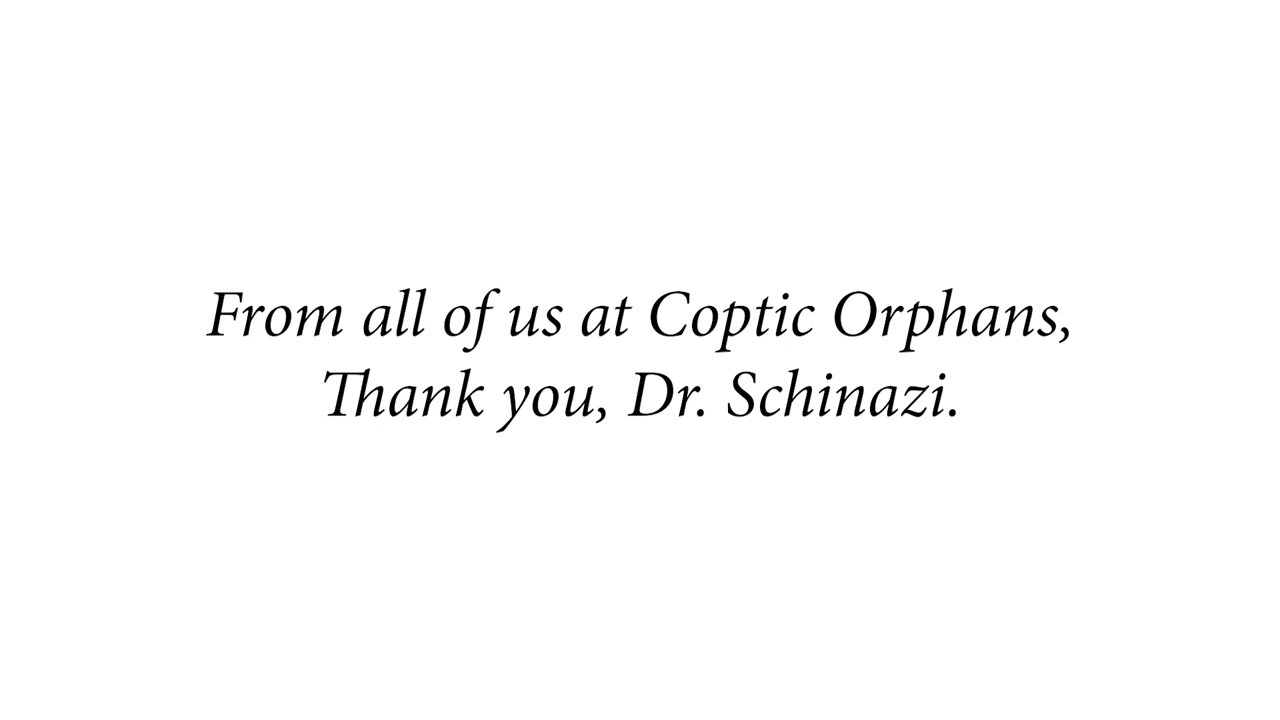 From all of us at Coptic Orphans,
Thank you, Dr. Schinazi.